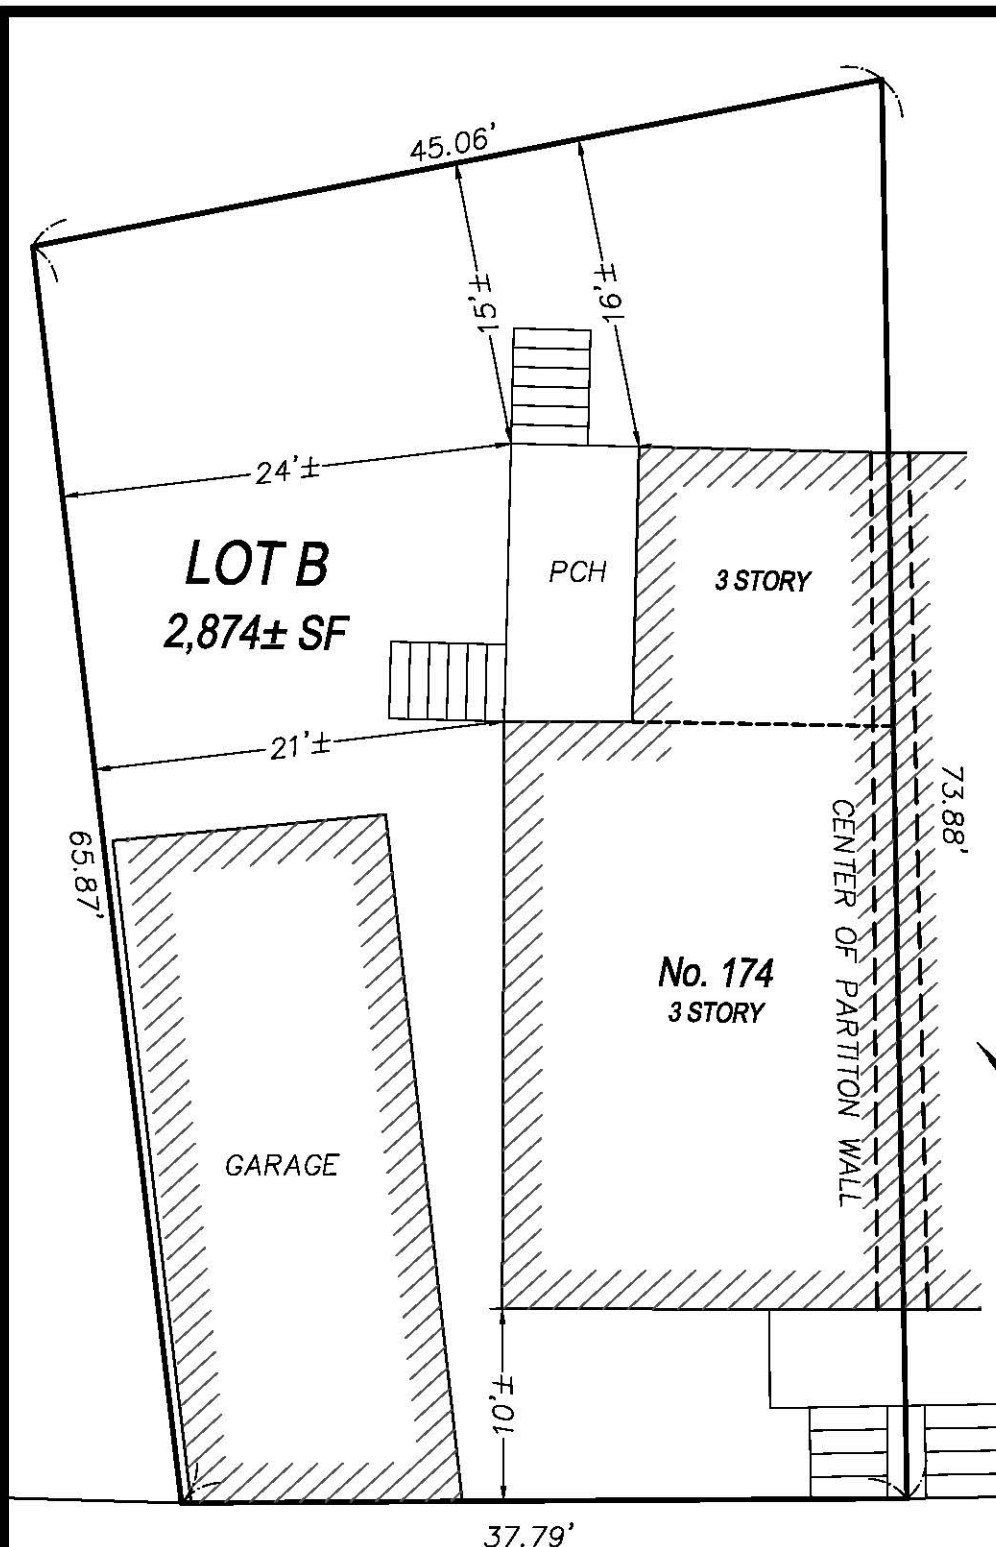 45.06'
15'±
16'±
24'±
LOT B
2,874± SF
PCH
3 STORY
21'±
73.88'
65.87'
CENTER OF PARTITON WALL
No. 174
3 STORY
GARAGE
10'±
37.79'